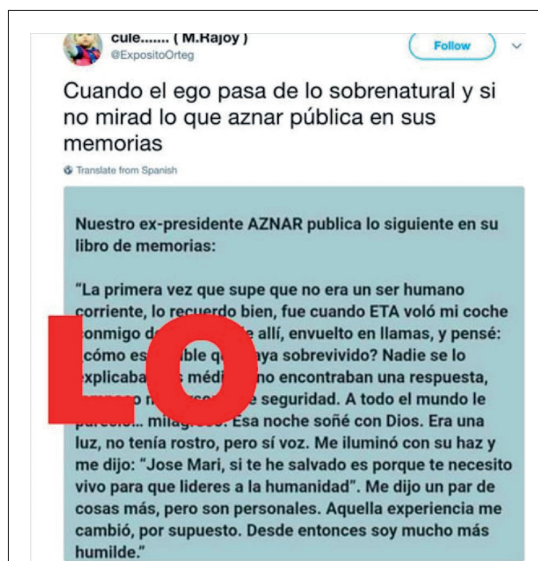 cule....... ( M.Rajoy )
@ExpositoOrteg
Follow
Cuando el ego pasa de lo sobrenatural y si
no mirad lo que aznar pública en sus
memorias
Translate from Spanish
Nuestro ex-presidente AZNAR publica lo siguiente en su
libro de memorias:
“La primera vez que supe que no era un ser humano
corriente, lo recuerdo bien, fue cuando ETA voló mi coche
conmigo allí, envuelto en llamas, y pensé:
¿cómo sobrevivido? Nadie se lo
no encontraban una respuesta,
seguridad. A todo el mundo le
Esa noche soñé con Dios. Era una
luz, no tenía rostro, pero sí voz. Me iluminó con su haz y
me dijo: “Jose Mari, si te he salvado es porque te necesito
vivo para que lideres a la humanidad”. Me dijo un par de
cosas más, pero son personales. Aquella experiencia me
cambió, por supuesto. Desde entonces soy mucho más
humilde.”
LO